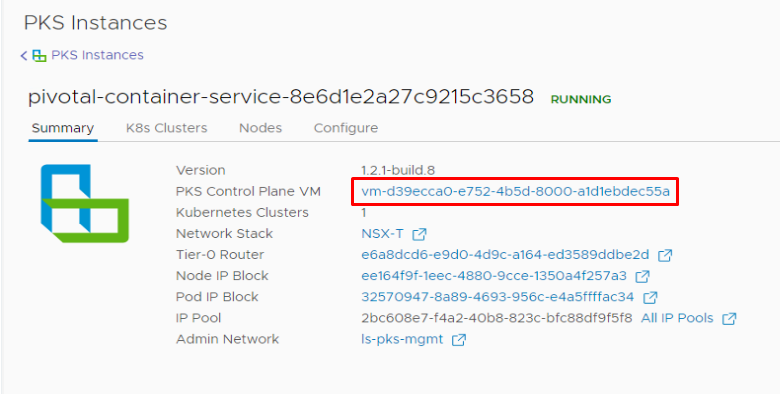 PKS Instances
< PKS Instances
pivotal-container-service-8e6d1e2a27c9215c3658 RUNNING
Summary K8s Clusters Nodes Configure
Version 1.2.1-build.8
PKS Control Plane VM vm-d39ecca0-e752-4b5d-8000-a1d1ebdec55a
Kubernetes Clusters 1
Network Stack NSX-T
Tier-0 Router e6a8dcd6-e9d0-4d9c-a164-ed3589ddbe2d
Node IP Block ee164f9f-1eec-4880-9cce-1350a4f257a3
Pod IP Block 32570947-8a89-4693-956c-e4a5ffffac34
IP Pool 2bc608e7-f4a2-40b8-823c-bfc88df9f5f8 All IP Pools
Admin Network ls-pks-mgmt